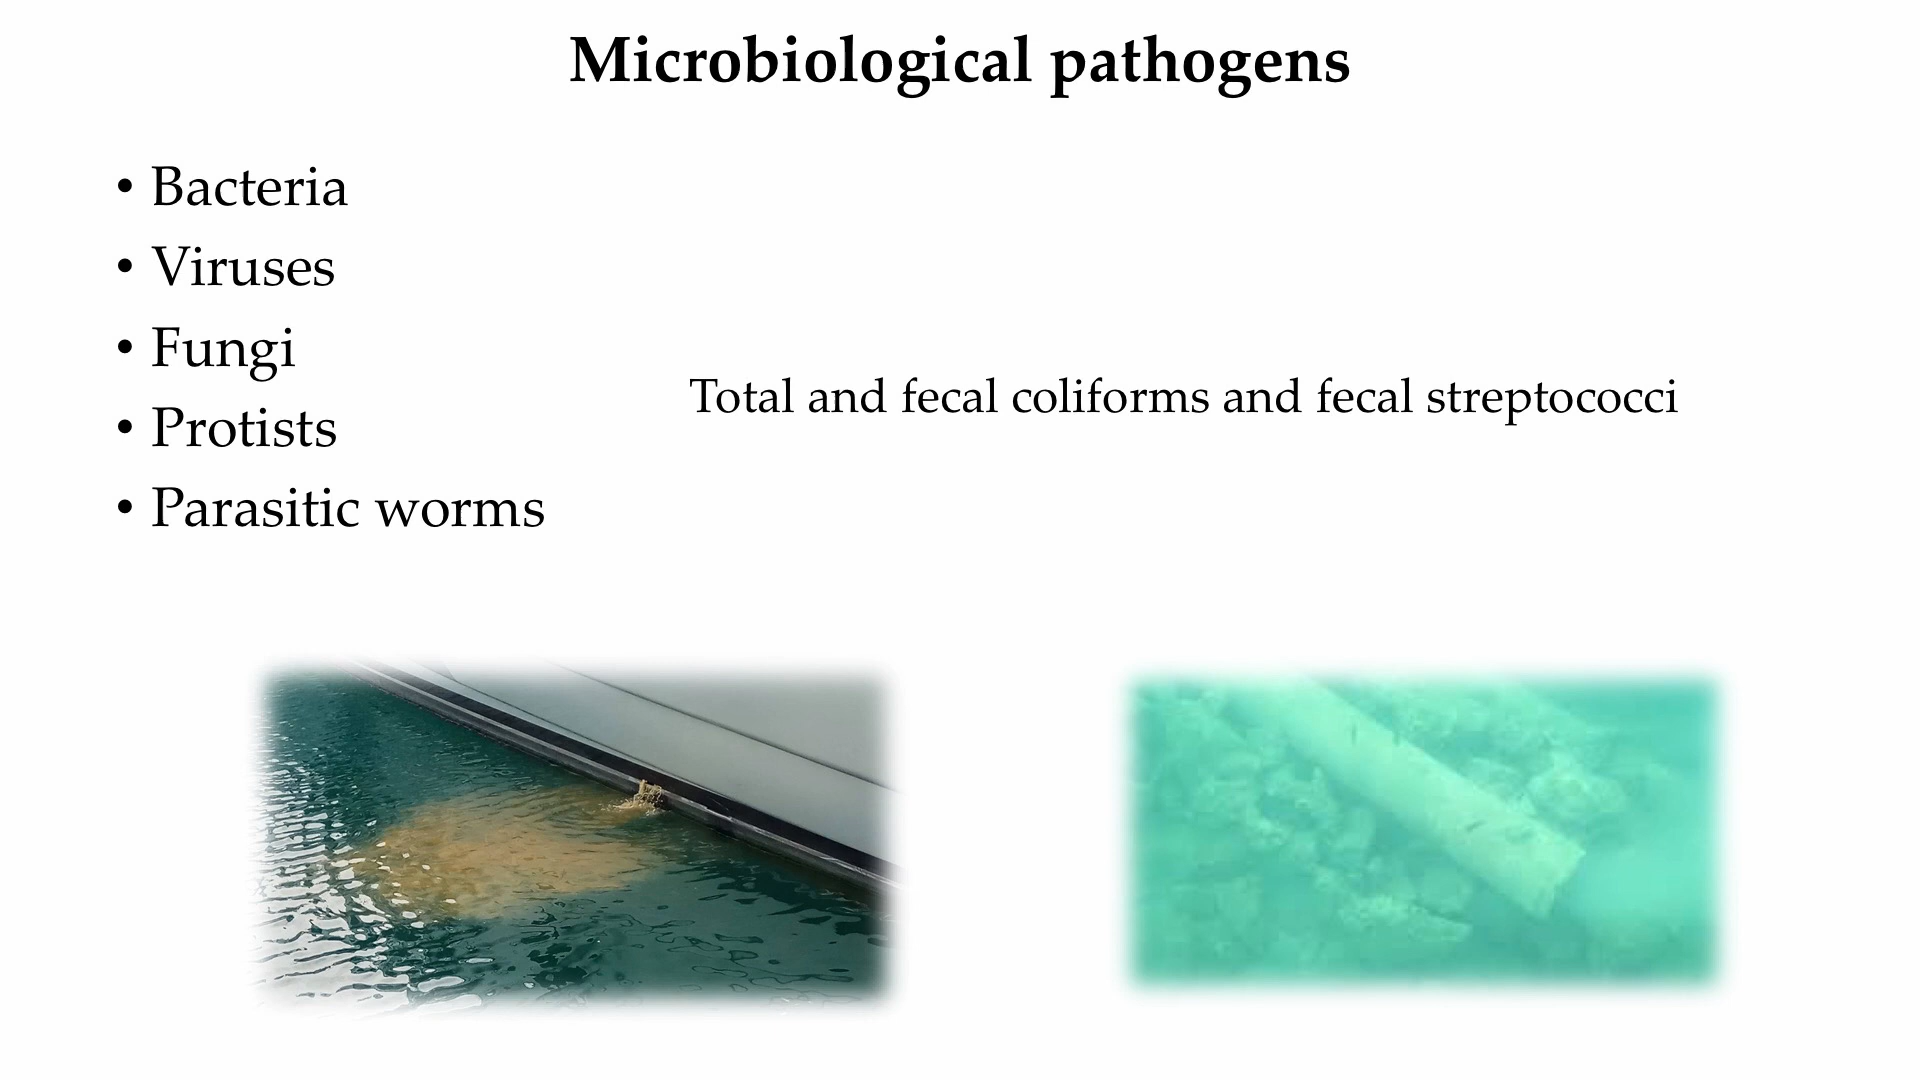 Microbiological pathogens
• Bacteria
• Viruses
• Fungi
• Protists
• Parasitic worms
Total and fecal coliforms and fecal streptococci